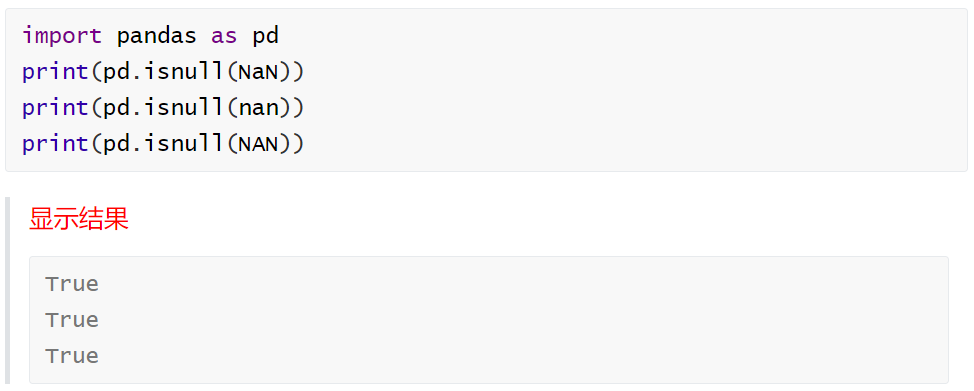 import pandas as pd
print(pd.isnull(NaN))
print(pd.isnull(nan))
print(pd.isnull(NAN))
显示结果
True
True
True